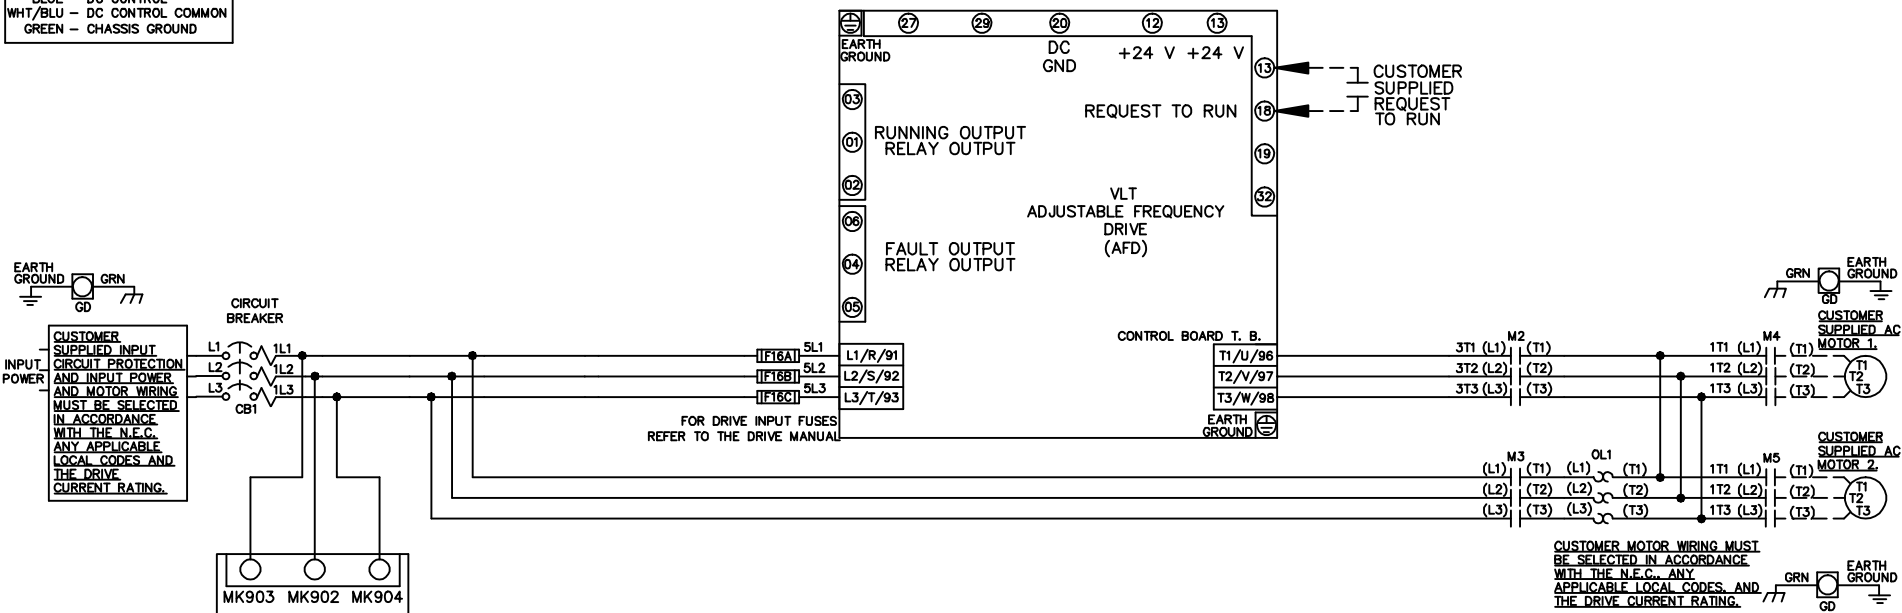 BLUE – DC CONTROL
WHT/BLU – DC CONTROL COMMON
GREEN – CHASSIS GROUND
EARTH
GROUND
27
29
20
12
13
DC
GND
+24 V
+24 V
13
18
19
32
REQUEST TO RUN
CUSTOMER
SUPPLIED
REQUEST
TO RUN
03
01
02
RUNNING OUTPUT
RELAY OUTPUT
06
04
05
FAULT OUTPUT
RELAY OUTPUT
VLT
ADJUSTABLE FREQUENCY
DRIVE
(AFD)
EARTH
GROUND
GRN
GD
INPUT
POWER
CUSTOMER
SUPPLIED INPUT
CIRCUIT PROTECTION
AND INPUT POWER
AND MOTOR WIRING
MUST BE SELECTED
IN ACCORDANCE
WITH THE N.E.C.
ANY APPLICABLE
LOCAL CODES AND
THE DRIVE
CURRENT RATING.
CIRCUIT
BREAKER
L1
1L1
L2
1L2
L3
1L3
CB1
MK903
MK902
MK904
F16A
5L1
F16B
5L2
F16C
5L3
FOR DRIVE INPUT FUSES
REFER TO THE DRIVE MANUAL
L1/R/91
L2/S/92
L3/T/93
CONTROL BOARD T. B.
T1/U/96
T2/V/97
T3/W/98
EARTH
GROUND
M2
3T1 (L1) (T1)
3T2 (L2) (T2)
3T3 (L3) (T3)
M4
1T1 (L1) (T1)
1T2 (L2) (T2)
1T3 (L3) (T3)
GRN
GD
EARTH
GROUND
CUSTOMER
SUPPLIED AC
MOTOR 1.
T1
T2
T3
M3
(L1) (T1)
(L2) (T2)
(L3) (T3)
OL1
(L1) (T1)
(L2) (T2)
(L3) (T3)
M5
1T1 (L1) (T1)
1T2 (L2) (T2)
1T3 (L3) (T3)
CUSTOMER
SUPPLIED AC
MOTOR 2.
T1
T2
T3
CUSTOMER MOTOR WIRING MUST
BE SELECTED IN ACCORDANCE
WITH THE N.E.C., ANY
APPLICABLE LOCAL CODES, AND
THE DRIVE CURRENT RATING.
GRN
GD
EARTH
GROUND